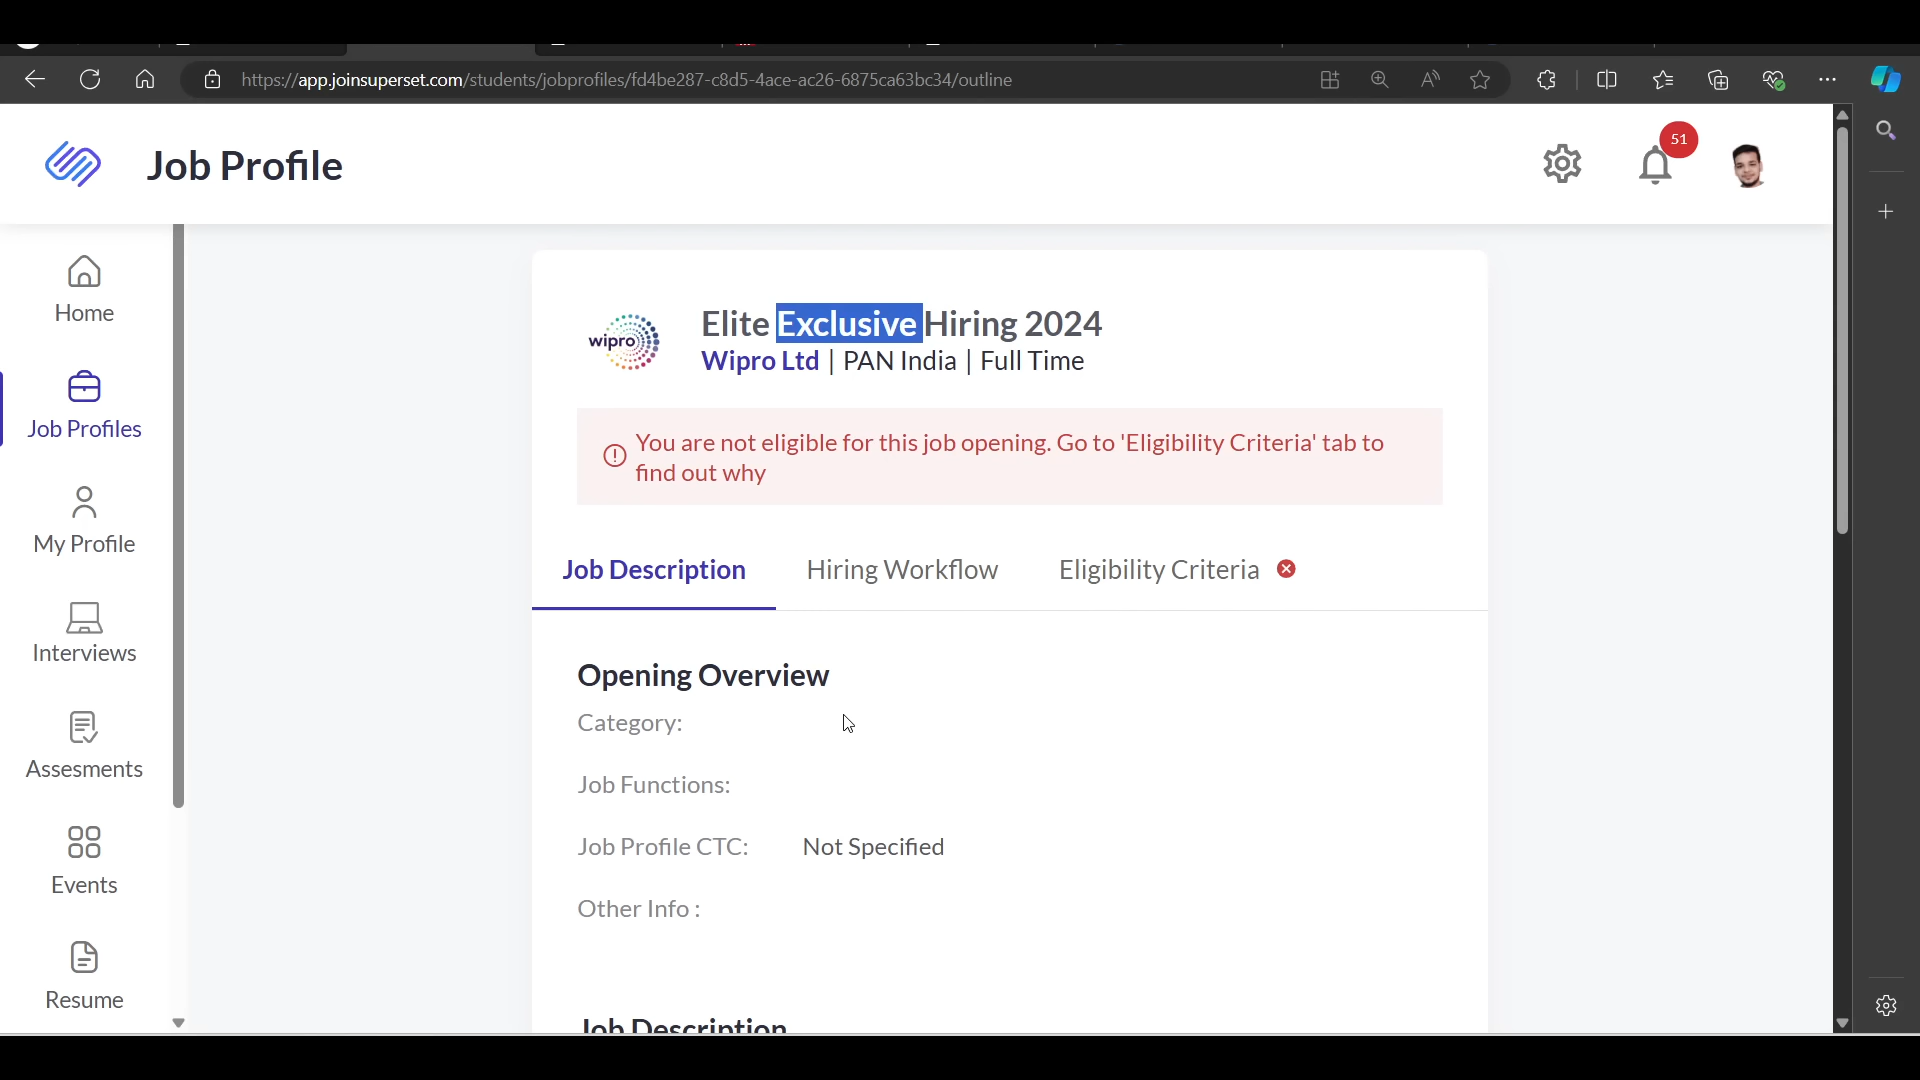 https://app.joinsuperset.com/students/jobprofiles/fd4be287-c8d5-4ace-ac26-6875ca63bc34/outline
Job Profile
51
Home
Job Profiles
My Profile
Interviews
Assesments
Events
Resume
wipro
Elite Exclusive Hiring 2024
Wipro Ltd | PAN India | Full Time
You are not eligible for this job opening. Go to 'Eligibility Criteria' tab to
find out why
Job Description
Hiring Workflow
Eligibility Criteria
Opening Overview
Category:
Job Functions:
Job Profile CTC: Not Specified
Other Info :
Job Description